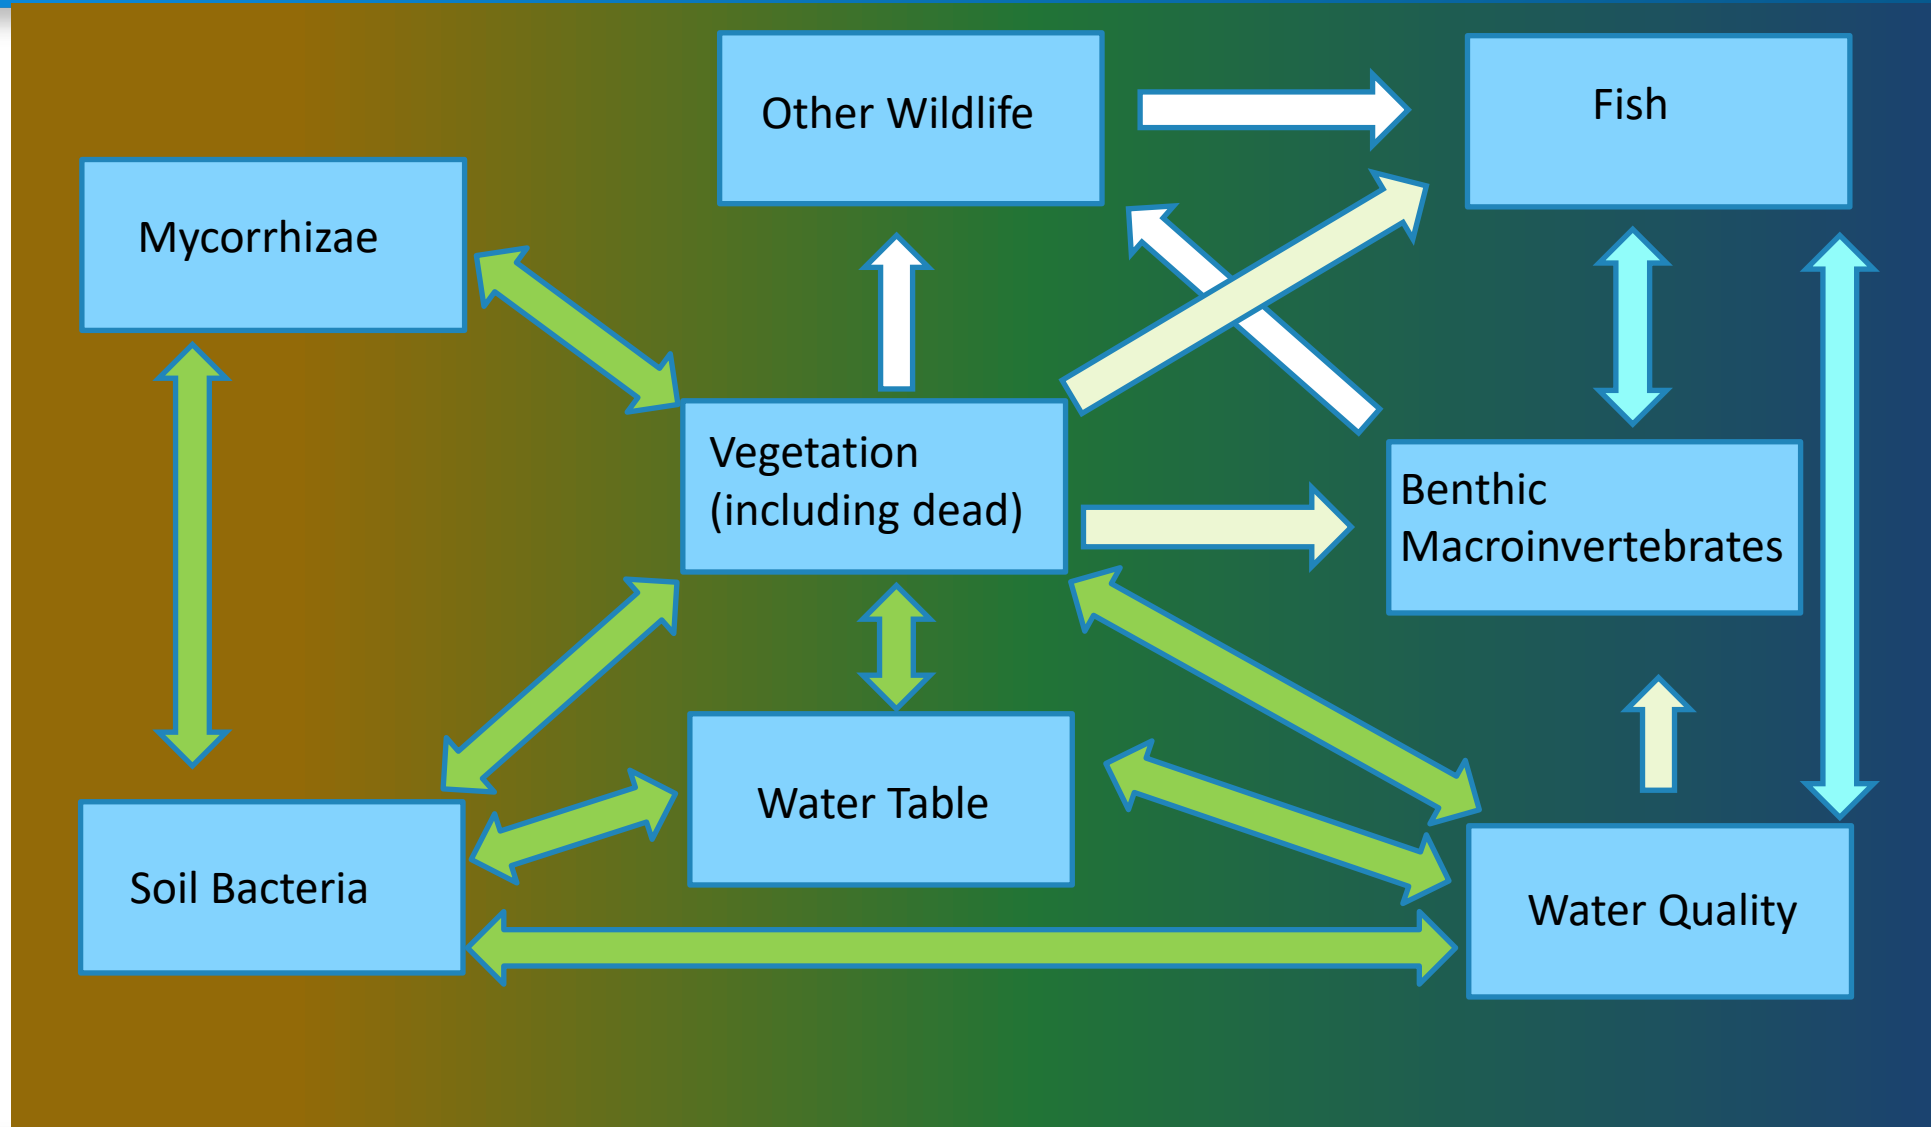 Other Wildlife
Fish
Mycorrhizae
Vegetation
(including dead)
Benthic
Macroinvertebrates
Water Table
Soil Bacteria
Water Quality